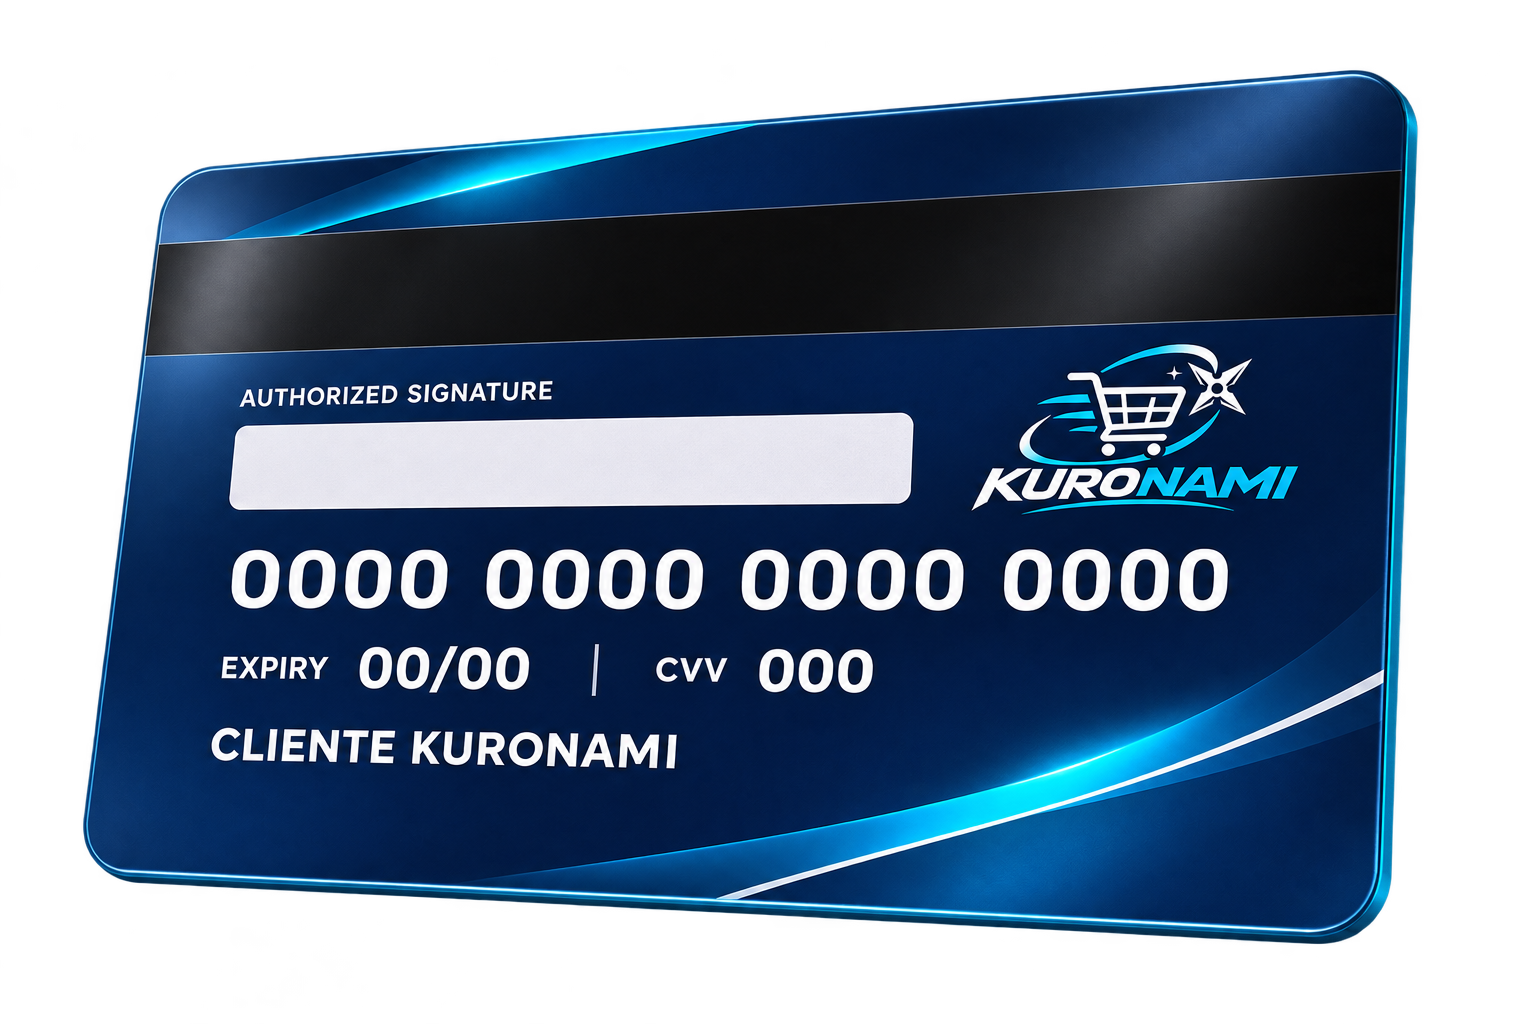 AUTHORIZED SIGNATURE
KURONAMI
0000 0000 0000 0000
EXPIRY 00/00 | CVV 000
CLIENTE KURONAMI